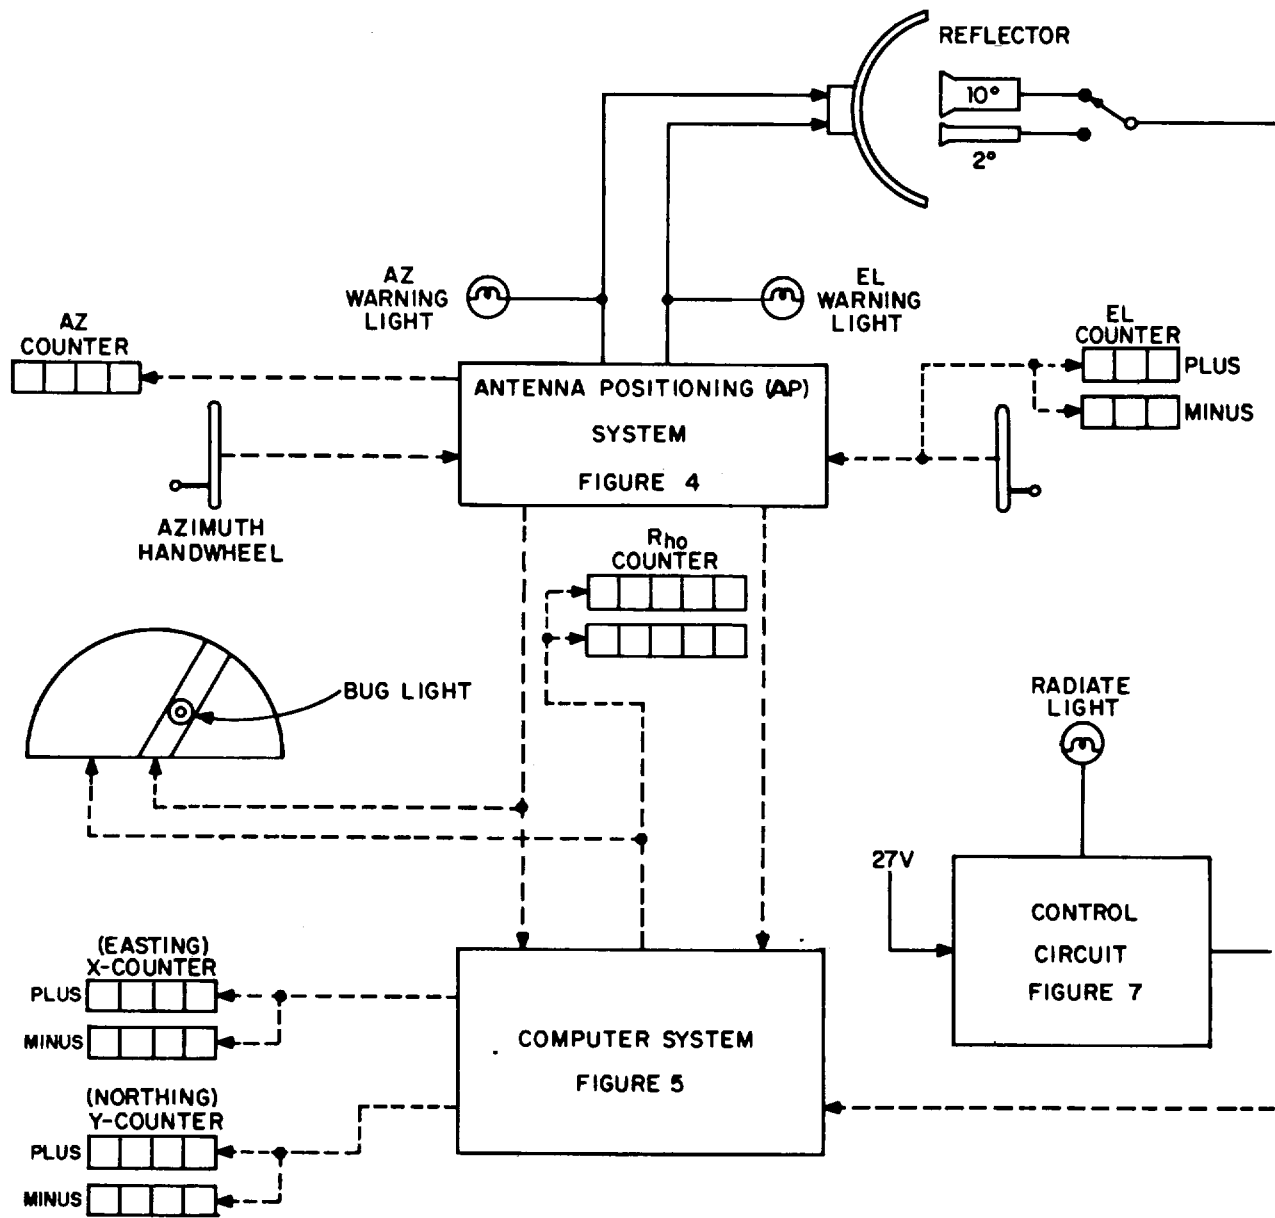 REFLECTOR
10°
2°
AZ
WARNING
LIGHT
EL
WARNING
LIGHT
AZ
COUNTER
EL
COUNTER
PLUS
MINUS
ANTENNA POSITIONING (AP)
SYSTEM
FIGURE 4
AZIMUTH
HANDWHEEL
Rho
COUNTER
BUG LIGHT
RADIATE
LIGHT
27V
CONTROL
CIRCUIT
FIGURE 7
(EASTING)
X-COUNTER
PLUS
MINUS
COMPUTER SYSTEM
FIGURE 5
(NORTHING)
Y-COUNTER
PLUS
MINUS